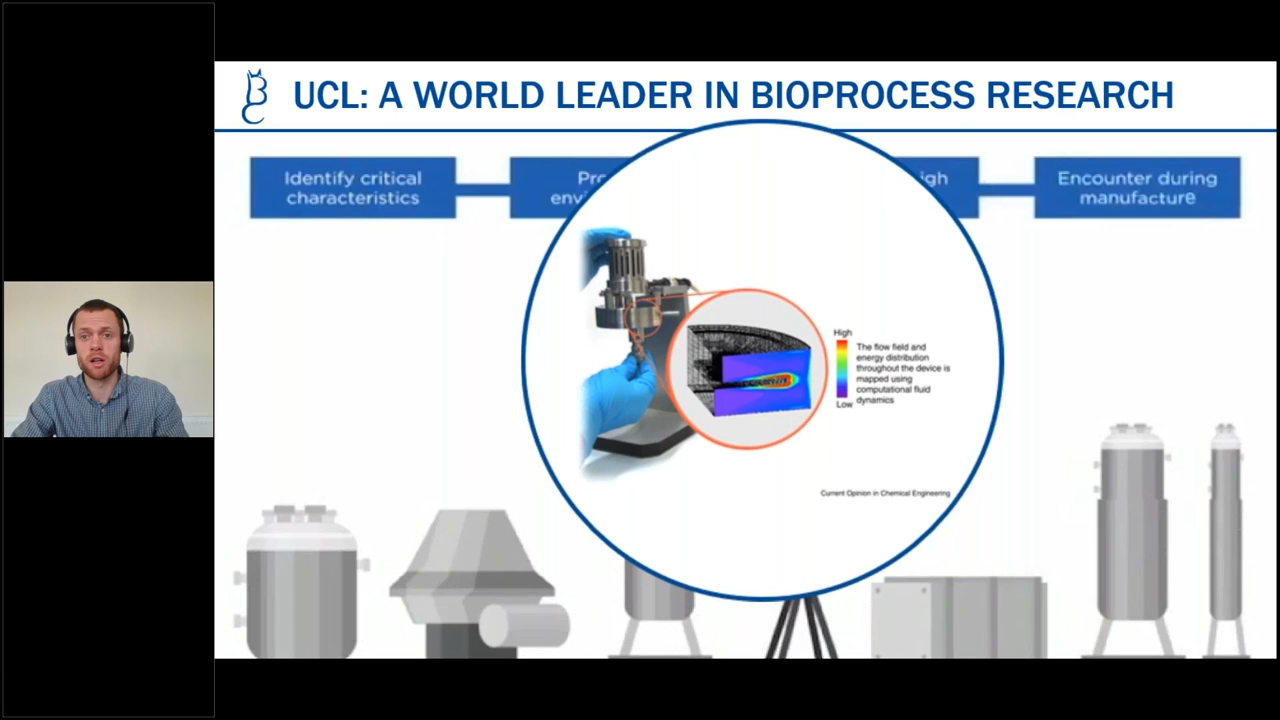 UCL: A WORLD LEADER IN BIOPROCESS RESEARCH
Identify critical
characteristics
Encounter during
manufacture
High
The flow field and
energy distribution
throughout the device is
mapped using
computational fluid
dynamics
Low
Current Opinion in Chemical Engineering